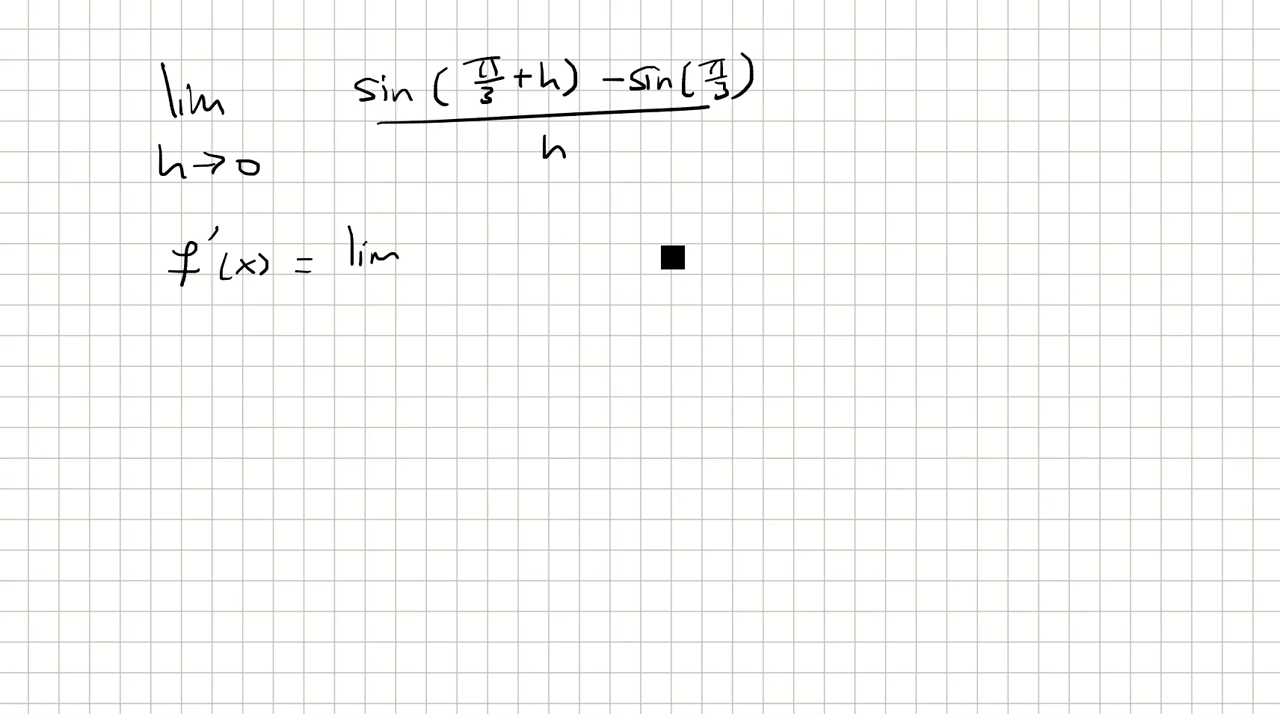 lim sin(π/3 + h) - sin(π/3)
h→0 h
f'(x) = lim